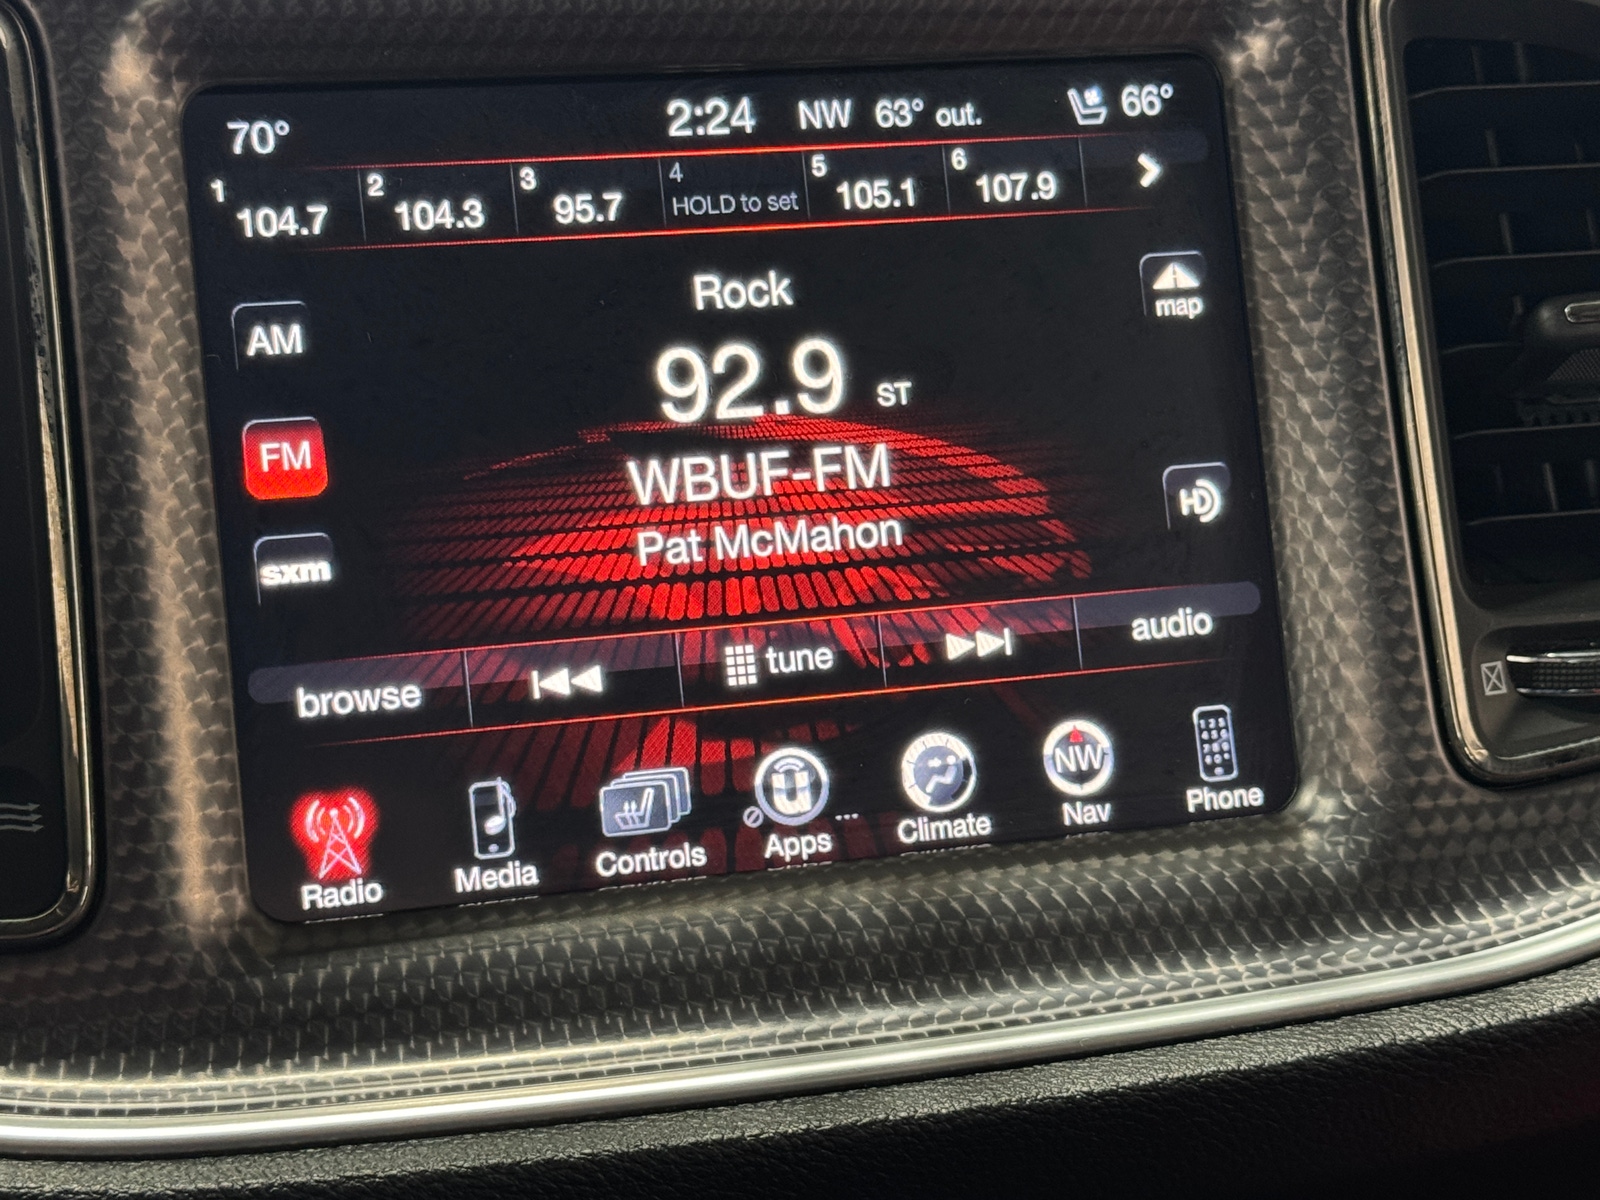 70° 2:24 NW 63° out. 66°
1 104.7 2 104.3 3 95.7 4 HOLD to set 5 105.1 6 107.9
Rock
map
AM
92.9 ST
FM
WBUF-FM
HD
Pat McMahon
sxm
browse tune audio
NW
Radio Media Controls Apps Climate Nav Phone